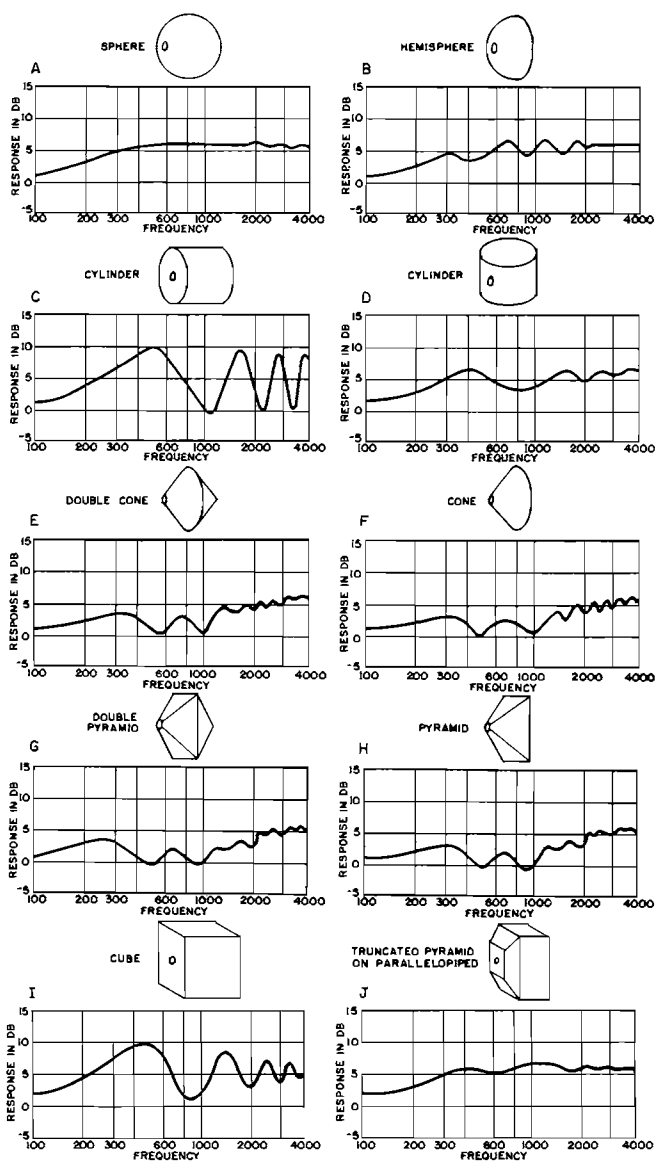 SPHERE
A
RESPONSE IN DB
15
10
5
0
-5
100 200 300 600 1000 2000 4000
FREQUENCY
HEMISPHERE
B
RESPONSE IN DB
15
10
5
0
-5
100 200 300 600 1000 2000 4000
FREQUENCY
CYLINDER
C
RESPONSE IN DB
15
10
5
0
-5
100 200 300 600 1000 2000 4000
FREQUENCY
CYLINDER
D
RESPONSE IN DB
15
10
5
0
-5
100 200 300 600 1000 2000 4000
FREQUENCY
DOUBLE CONE
E
RESPONSE IN DB
15
10
5
0
-5
100 200 300 600 1000 2000 4000
FREQUENCY
CONE
F
RESPONSE IN DB
15
10
5
0
-5
100 200 300 600 1000 2000 4000
FREQUENCY
DOUBLE
PYRAMID
G
RESPONSE IN DB
15
10
5
0
-5
100 200 300 600 1000 2000 4000
FREQUENCY
PYRAMID
H
RESPONSE IN DB
15
10
5
0
-5
100 200 300 600 1000 2000 4000
FREQUENCY
CUBE
I
RESPONSE IN DB
15
10
5
0
-5
100 200 300 600 1000 2000 4000
FREQUENCY
TRUNCATED PYRAMID
ON PARALLELOPIPED
J
RESPONSE IN DB
15
10
5
0
-5
100 200 300 600 1000 2000 4000
FREQUENCY